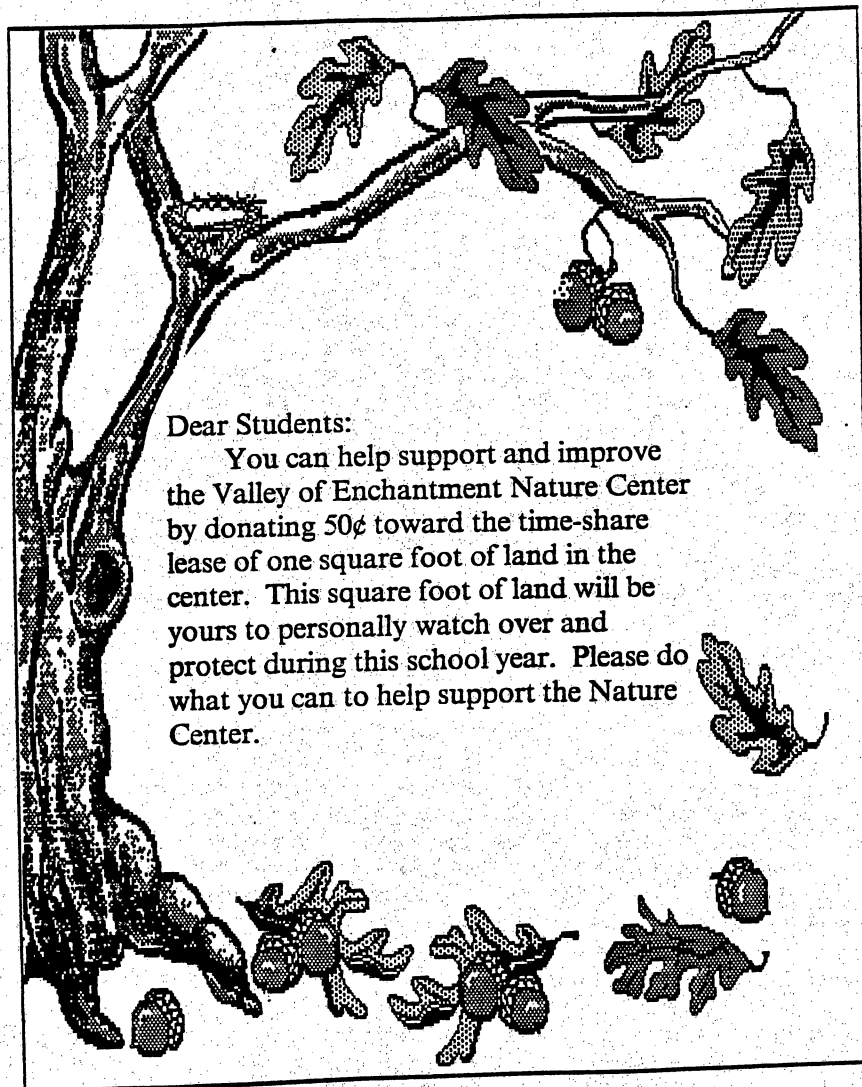 Dear Students:
You can help support and improve
the Valley of Enchantment Nature Center
by donating 50¢ toward the time-share
lease of one square foot of land in the
center. This square foot of land will be
yours to personally watch over and
protect during this school year. Please do
what you can to help support the Nature
Center.